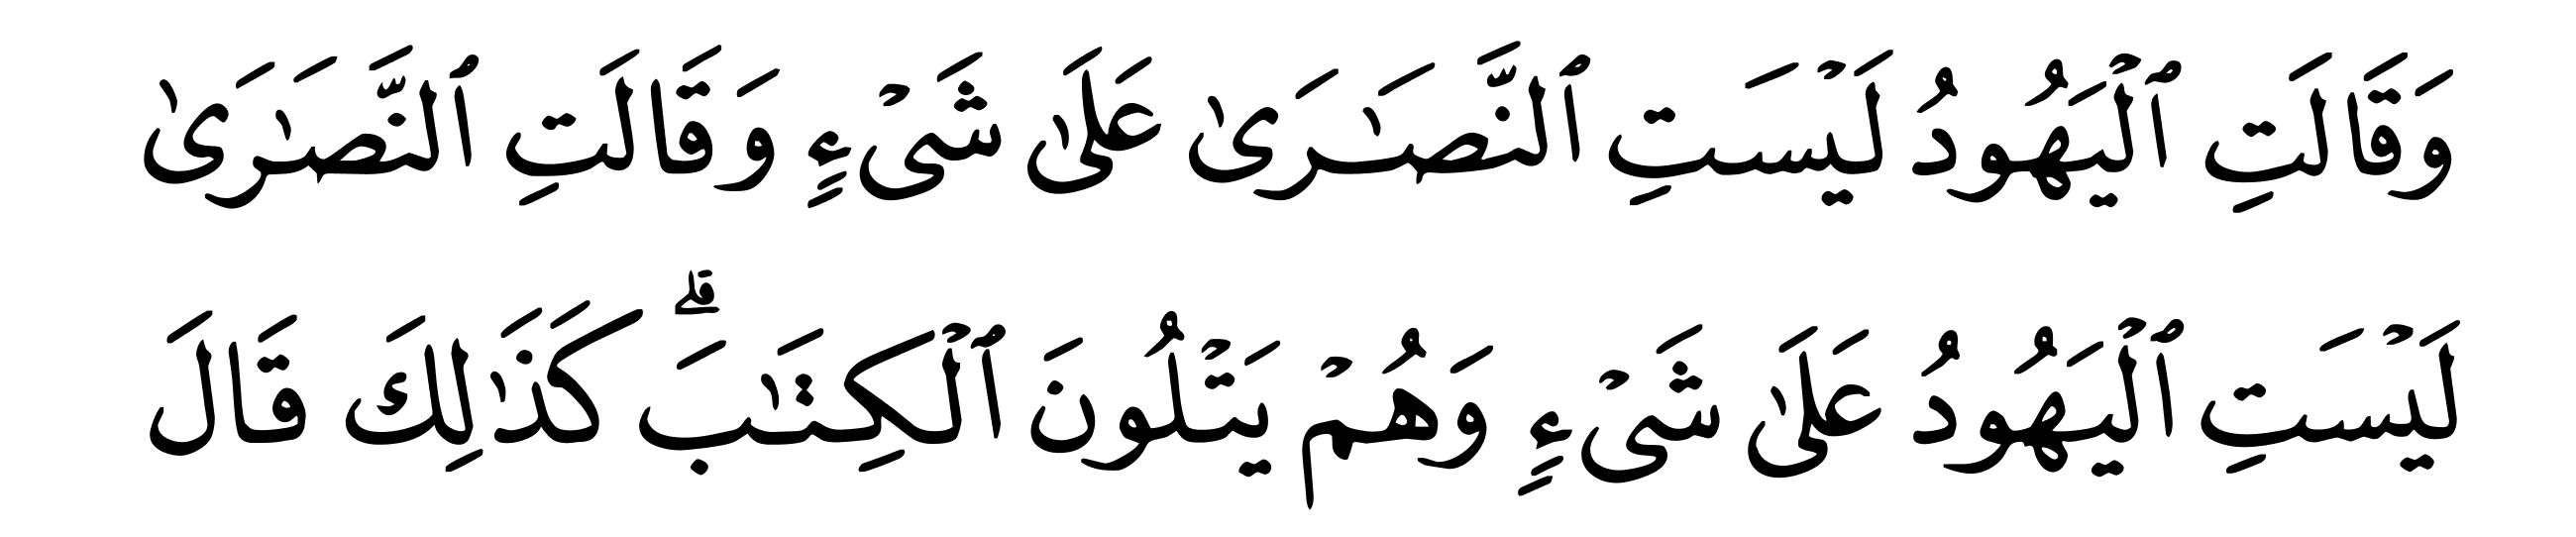 وَقَالَتِ ٱلْيَهُودُ لَيْسَتِ ٱلنَّصَـٰرَىٰ عَلَىٰ شَىْءٍ وَقَالَتِ ٱلنَّصَـٰرَىٰ
لَيْسَتِ ٱلْيَهُودُ عَلَىٰ شَىْءٍ وَهُمْ يَتْلُونَ ٱلْكِتَـٰبَ ۗ كَذَٰلِكَ قَالَ